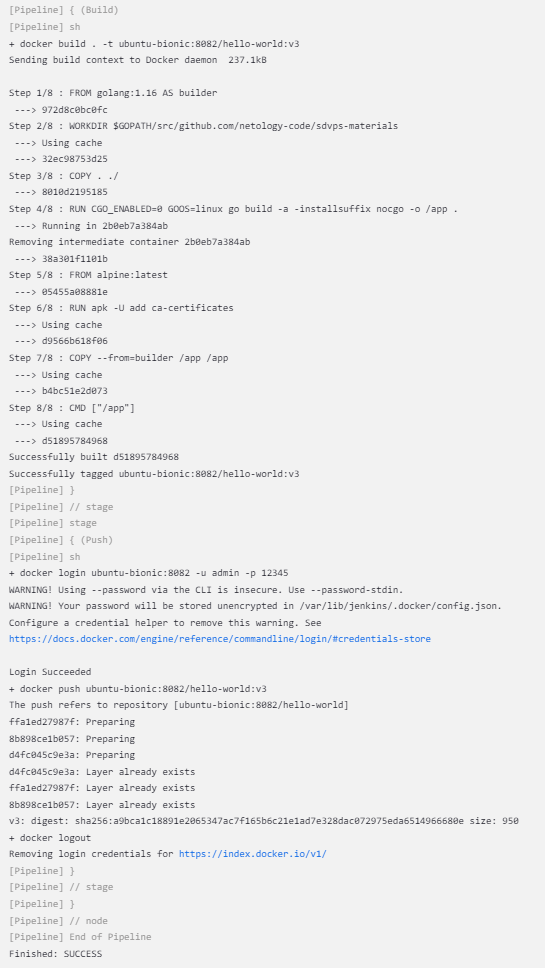 [Pipeline] { (Build)
[Pipeline] sh
+ docker build . -t ubuntu-bionic:8082/hello-world:v3
Sending build context to Docker daemon  237.1kB
Step 1/8 : FROM golang:1.16 AS builder
 ---> 972d8c0bc0fc
Step 2/8 : WORKDIR $GOPATH/src/github.com/netology-code/sdvps-materials
 ---> Using cache
 ---> 32ec98753d25
Step 3/8 : COPY . ./
 ---> 8010d2195185
Step 4/8 : RUN CGO_ENABLED=0 GOOS=linux go build -a -installsuffix nocgo -o /app .
 ---> Running in 2b0eb7a384ab
Removing intermediate container 2b0eb7a384ab
 ---> 38a301f1101b
Step 5/8 : FROM alpine:latest
 ---> 05455a08881e
Step 6/8 : RUN apk -U add ca-certificates
 ---> Using cache
 ---> d9566b618f06
Step 7/8 : COPY --from=builder /app /app
 ---> Using cache
 ---> b4bc51e2d073
Step 8/8 : CMD ["/app"]
 ---> Using cache
 ---> d51895784968
Successfully built d51895784968
Successfully tagged ubuntu-bionic:8082/hello-world:v3
[Pipeline] }
[Pipeline] // stage
[Pipeline] stage
[Pipeline] { (Push)
[Pipeline] sh
+ docker login ubuntu-bionic:8082 -u admin -p 12345
WARNING! Using --password via the CLI is insecure. Use --password-stdin.
WARNING! Your password will be stored unencrypted in /var/lib/jenkins/.docker/config.json.
Configure a credential helper to remove this warning. See
https://docs.docker.com/engine/reference/commandline/login/#credentials-store
Login Succeeded
+ docker push ubuntu-bionic:8082/hello-world:v3
The push refers to repository [ubuntu-bionic:8082/hello-world]
ffa1ed27987f: Preparing
8b898ce1b057: Preparing
d4fc045c9e3a: Preparing
d4fc045c9e3a: Layer already exists
ffa1ed27987f: Layer already exists
8b898ce1b057: Layer already exists
v3: digest: sha256:a9bca1c18891e2065347ac7f165b6c21e1ad7e328dac072975eda6514966680e size: 950
+ docker logout
Removing login credentials for https://index.docker.io/v1/
[Pipeline] }
[Pipeline] // stage
[Pipeline] }
[Pipeline] // node
[Pipeline] End of Pipeline
Finished: SUCCESS